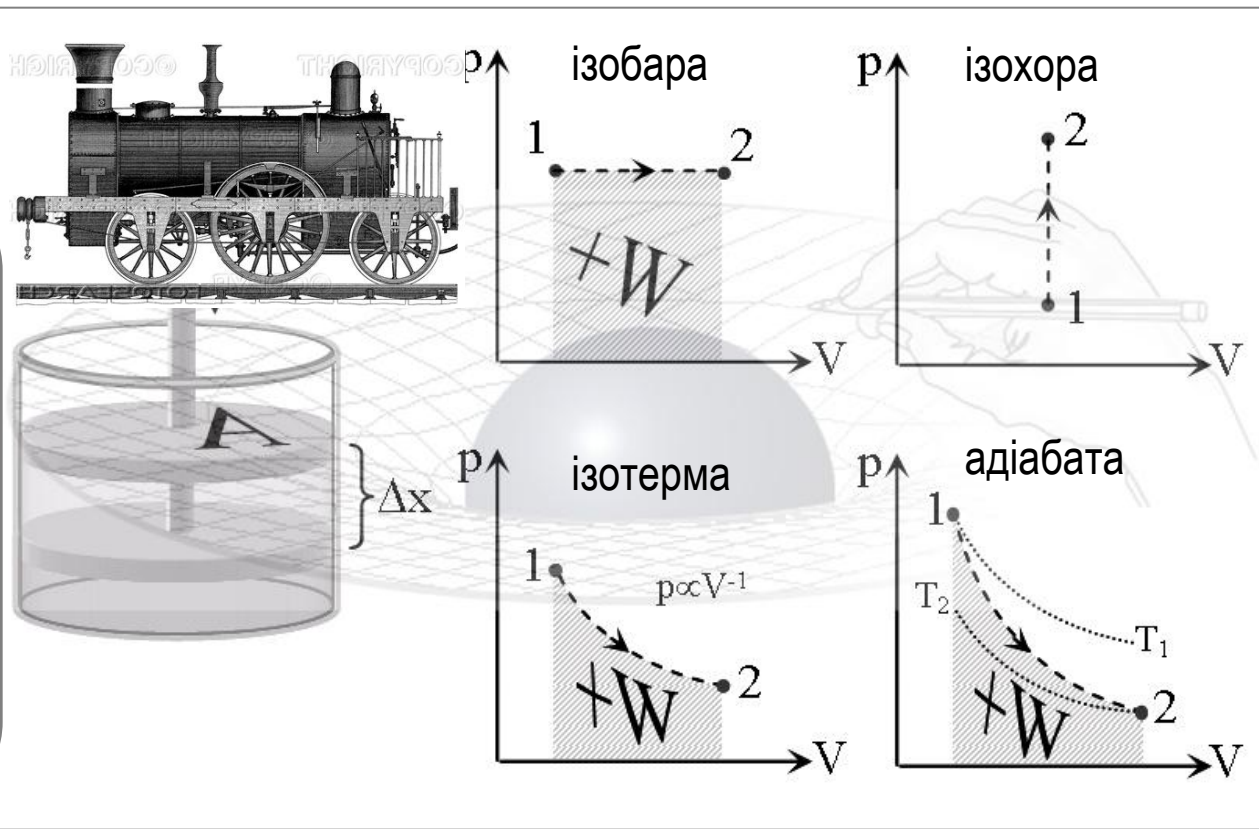 p
ізобара
1
2
+W
V
p
ізохора
2
1
V
A
Δx
p
ізотерма
1
p∝V⁻¹
2
+W
V
p
адіабата
1
T₂
T₁
2
+W
V